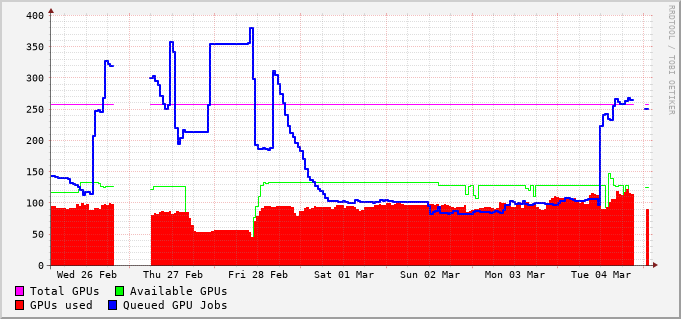 400
350
300
250
200
150
100
50
0
Wed 26 Feb Thu 27 Feb Fri 28 Feb Sat 01 Mar Sun 02 Mar Mon 03 Mar Tue 04 Mar
Total GPUs Available GPUs
GPUs used Queued GPU Jobs
RRDTOOL / TOBI OETIKER